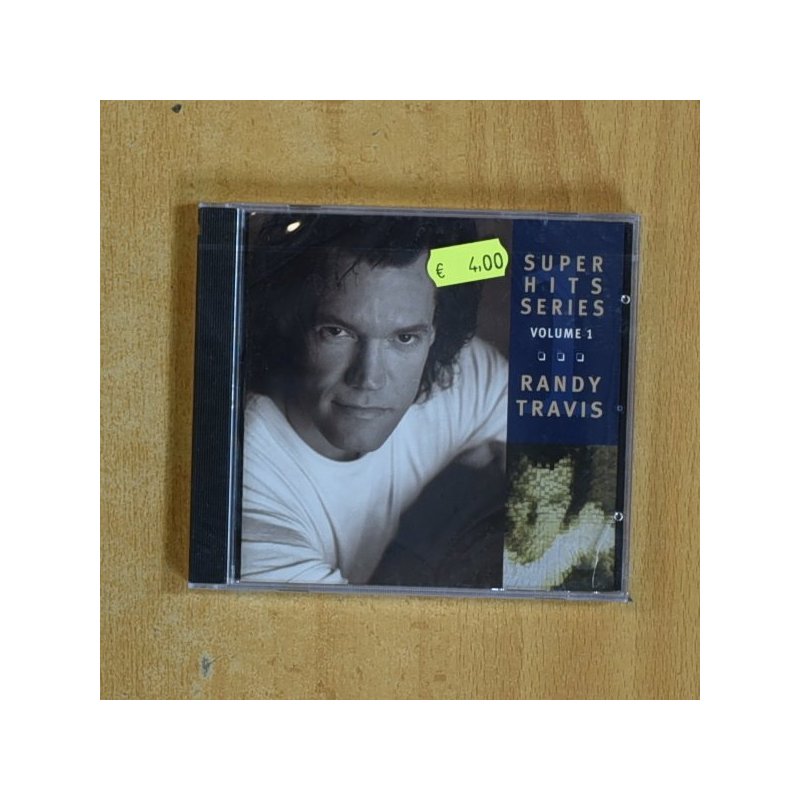 € 4,00
SUPER
HITS
SERIES
VOLUME 1
RANDY
TRAVIS